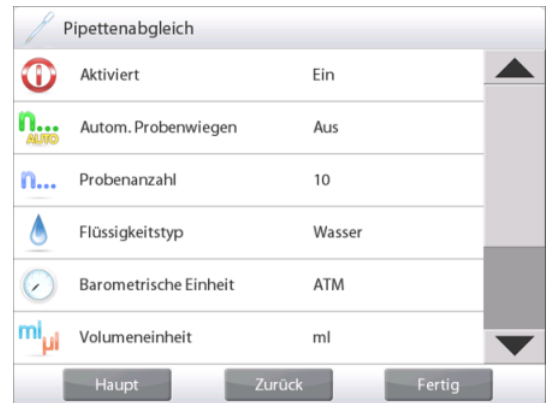 Pipettenabgleich
Aktiviert Ein
n... AUTO Autom. Probenwiegen Aus
n... Probenanzahl 10
Flüssigkeitstyp Wasser
Barometrische Einheit ATM
ml µl Volumeneinheit ml
Haupt Zurück Fertig